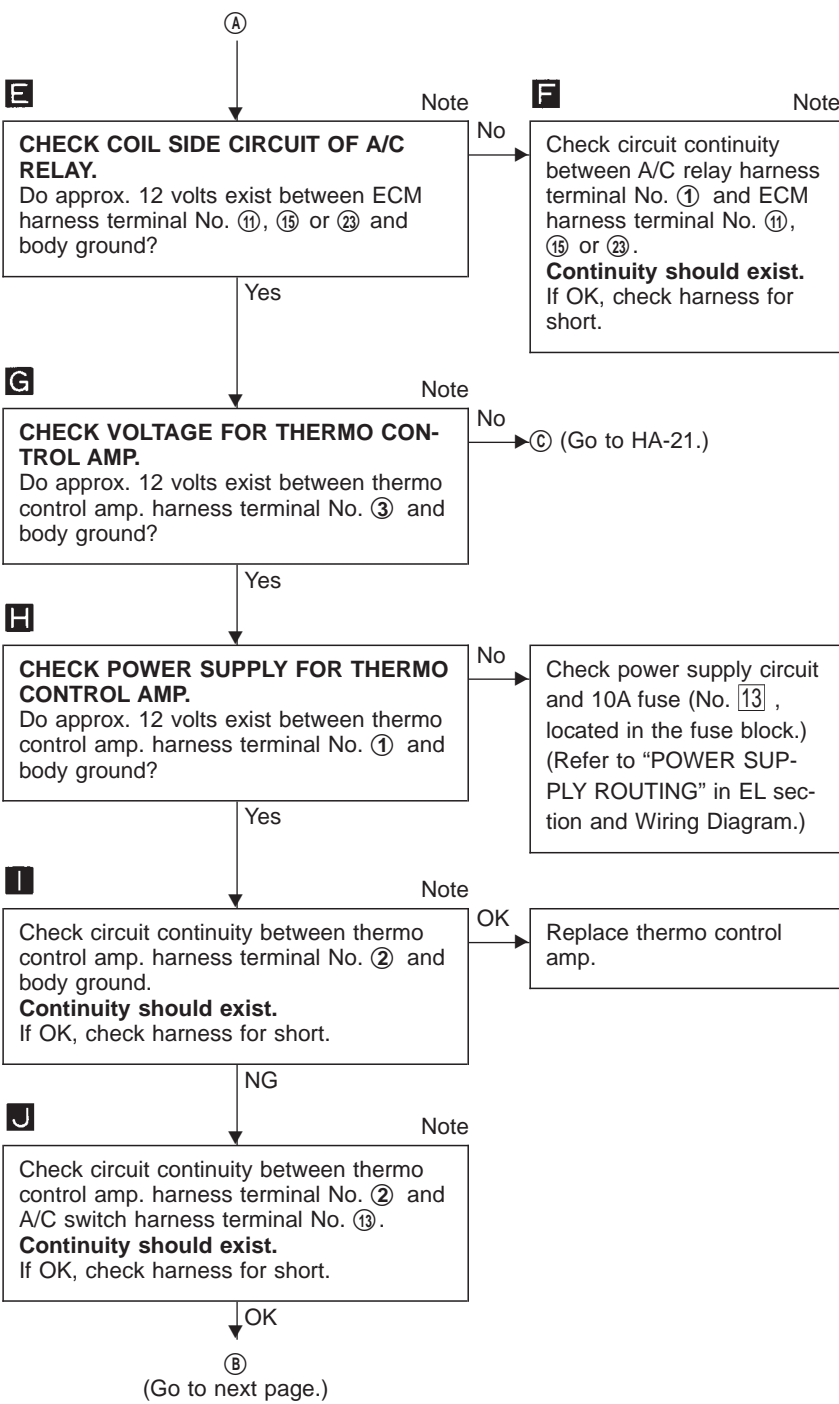 Ⓐ
E
Note
CHECK COIL SIDE CIRCUIT OF A/C
RELAY.
Do approx. 12 volts exist between ECM
harness terminal No. ⑪, ⑮ or ㉓ and
body ground?
No
F
Note
Check circuit continuity
between A/C relay harness
terminal No. ① and ECM
harness terminal No. ⑪,
⑮ or ㉓.
Continuity should exist.
If OK, check harness for
short.
Yes
G
Note
CHECK VOLTAGE FOR THERMO CON-
TROL AMP.
Do approx. 12 volts exist between thermo
control amp. harness terminal No. ③ and
body ground?
No
Ⓒ (Go to HA-21.)
Yes
H
CHECK POWER SUPPLY FOR THERMO
CONTROL AMP.
Do approx. 12 volts exist between thermo
control amp. harness terminal No. ① and
body ground?
No
Check power supply circuit
and 10A fuse (No. 13 ,
located in the fuse block.)
(Refer to “POWER SUP-
PLY ROUTING” in EL sec-
tion and Wiring Diagram.)
Yes
I
Note
Check circuit continuity between thermo
control amp. harness terminal No. ② and
body ground.
Continuity should exist.
If OK, check harness for short.
OK
Replace thermo control
amp.
NG
J
Note
Check circuit continuity between thermo
control amp. harness terminal No. ② and
A/C switch harness terminal No. ⑬.
Continuity should exist.
If OK, check harness for short.
OK
Ⓑ
(Go to next page.)